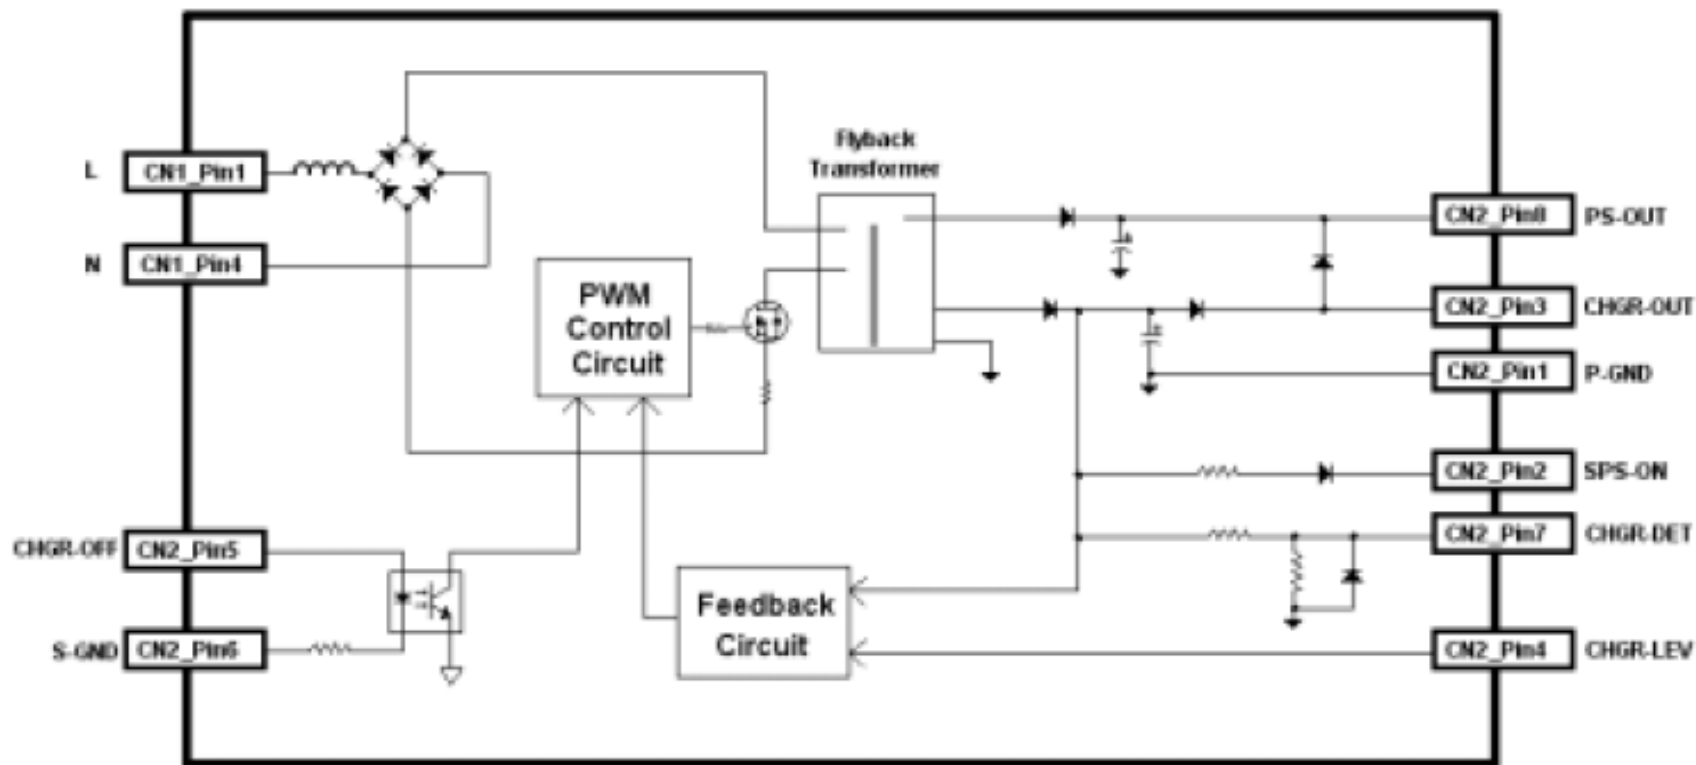 Flyback
Transformer
L
CN1_Pin1
N
CN1_Pin4
PWM
Control
Circuit
CN2_Pin8
PS-OUT
CN2_Pin3
CHGR-OUT
CN2_Pin1
P-GND
CN2_Pin2
SPS-ON
CN2_Pin7
CHGR-DET
CHGR-OFF
CN2_Pin5
S-GND
CN2_Pin6
Feedback
Circuit
CN2_Pin4
CHGR-LEV